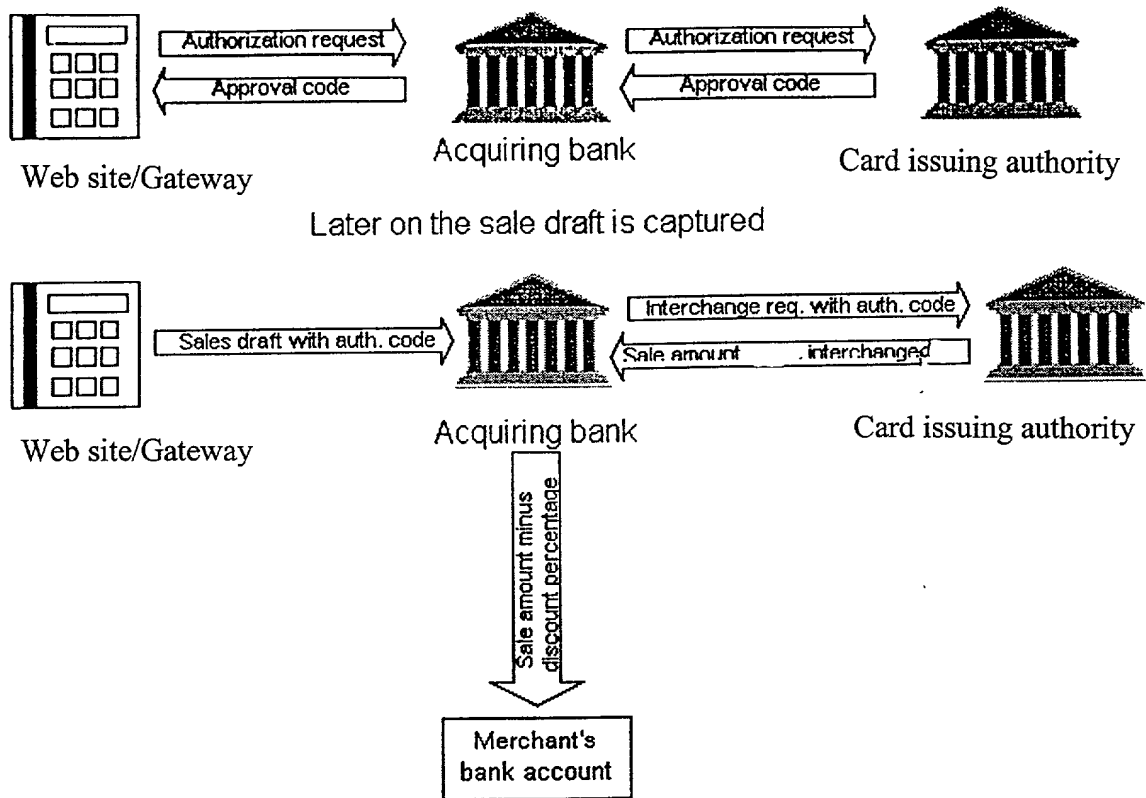 Authorization request
Authorization request
Approval code
Approval code
Acquiring bank
Card issuing authority
Web site/Gateway
Later on the sale draft is captured
Sales draft with auth. code
Interchange req. with auth. code
Sale amount interchanged
Acquiring bank
Card issuing authority
Web site/Gateway
Sale amount minus
discount percentage
Merchant's
bank account